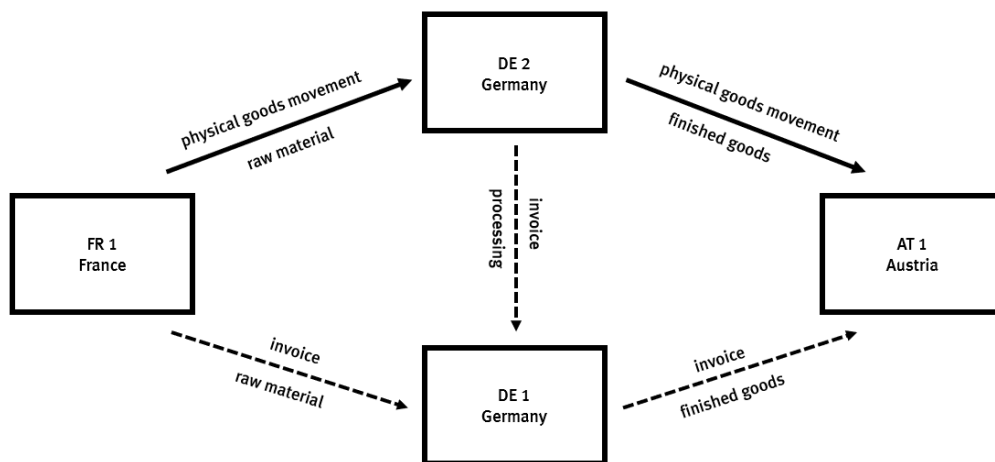 DE 2
Germany
physical goods movement
raw material
physical goods movement
finished goods
invoice
processing
FR 1
France
AT 1
Austria
invoice
raw material
DE 1
Germany
invoice
finished goods